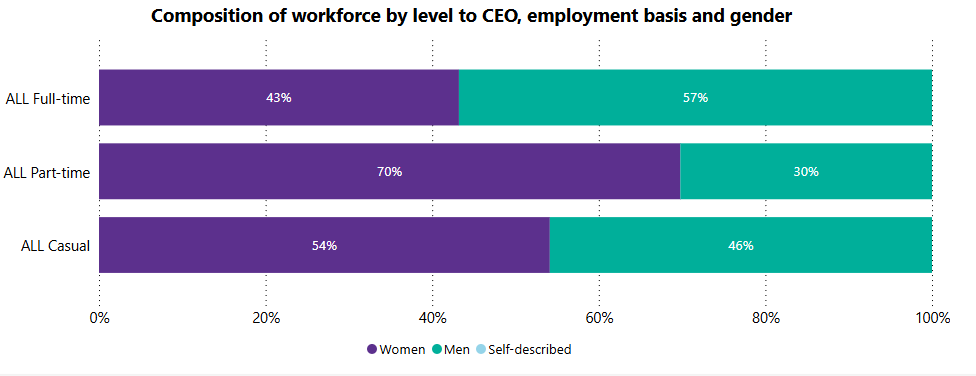 Composition of workforce by level to CEO, employment basis and gender
ALL Full-time 43% 57%
ALL Part-time 70% 30%
ALL Casual 54% 46%
0% 20% 40% 60% 80% 100%
Women Men Self-described